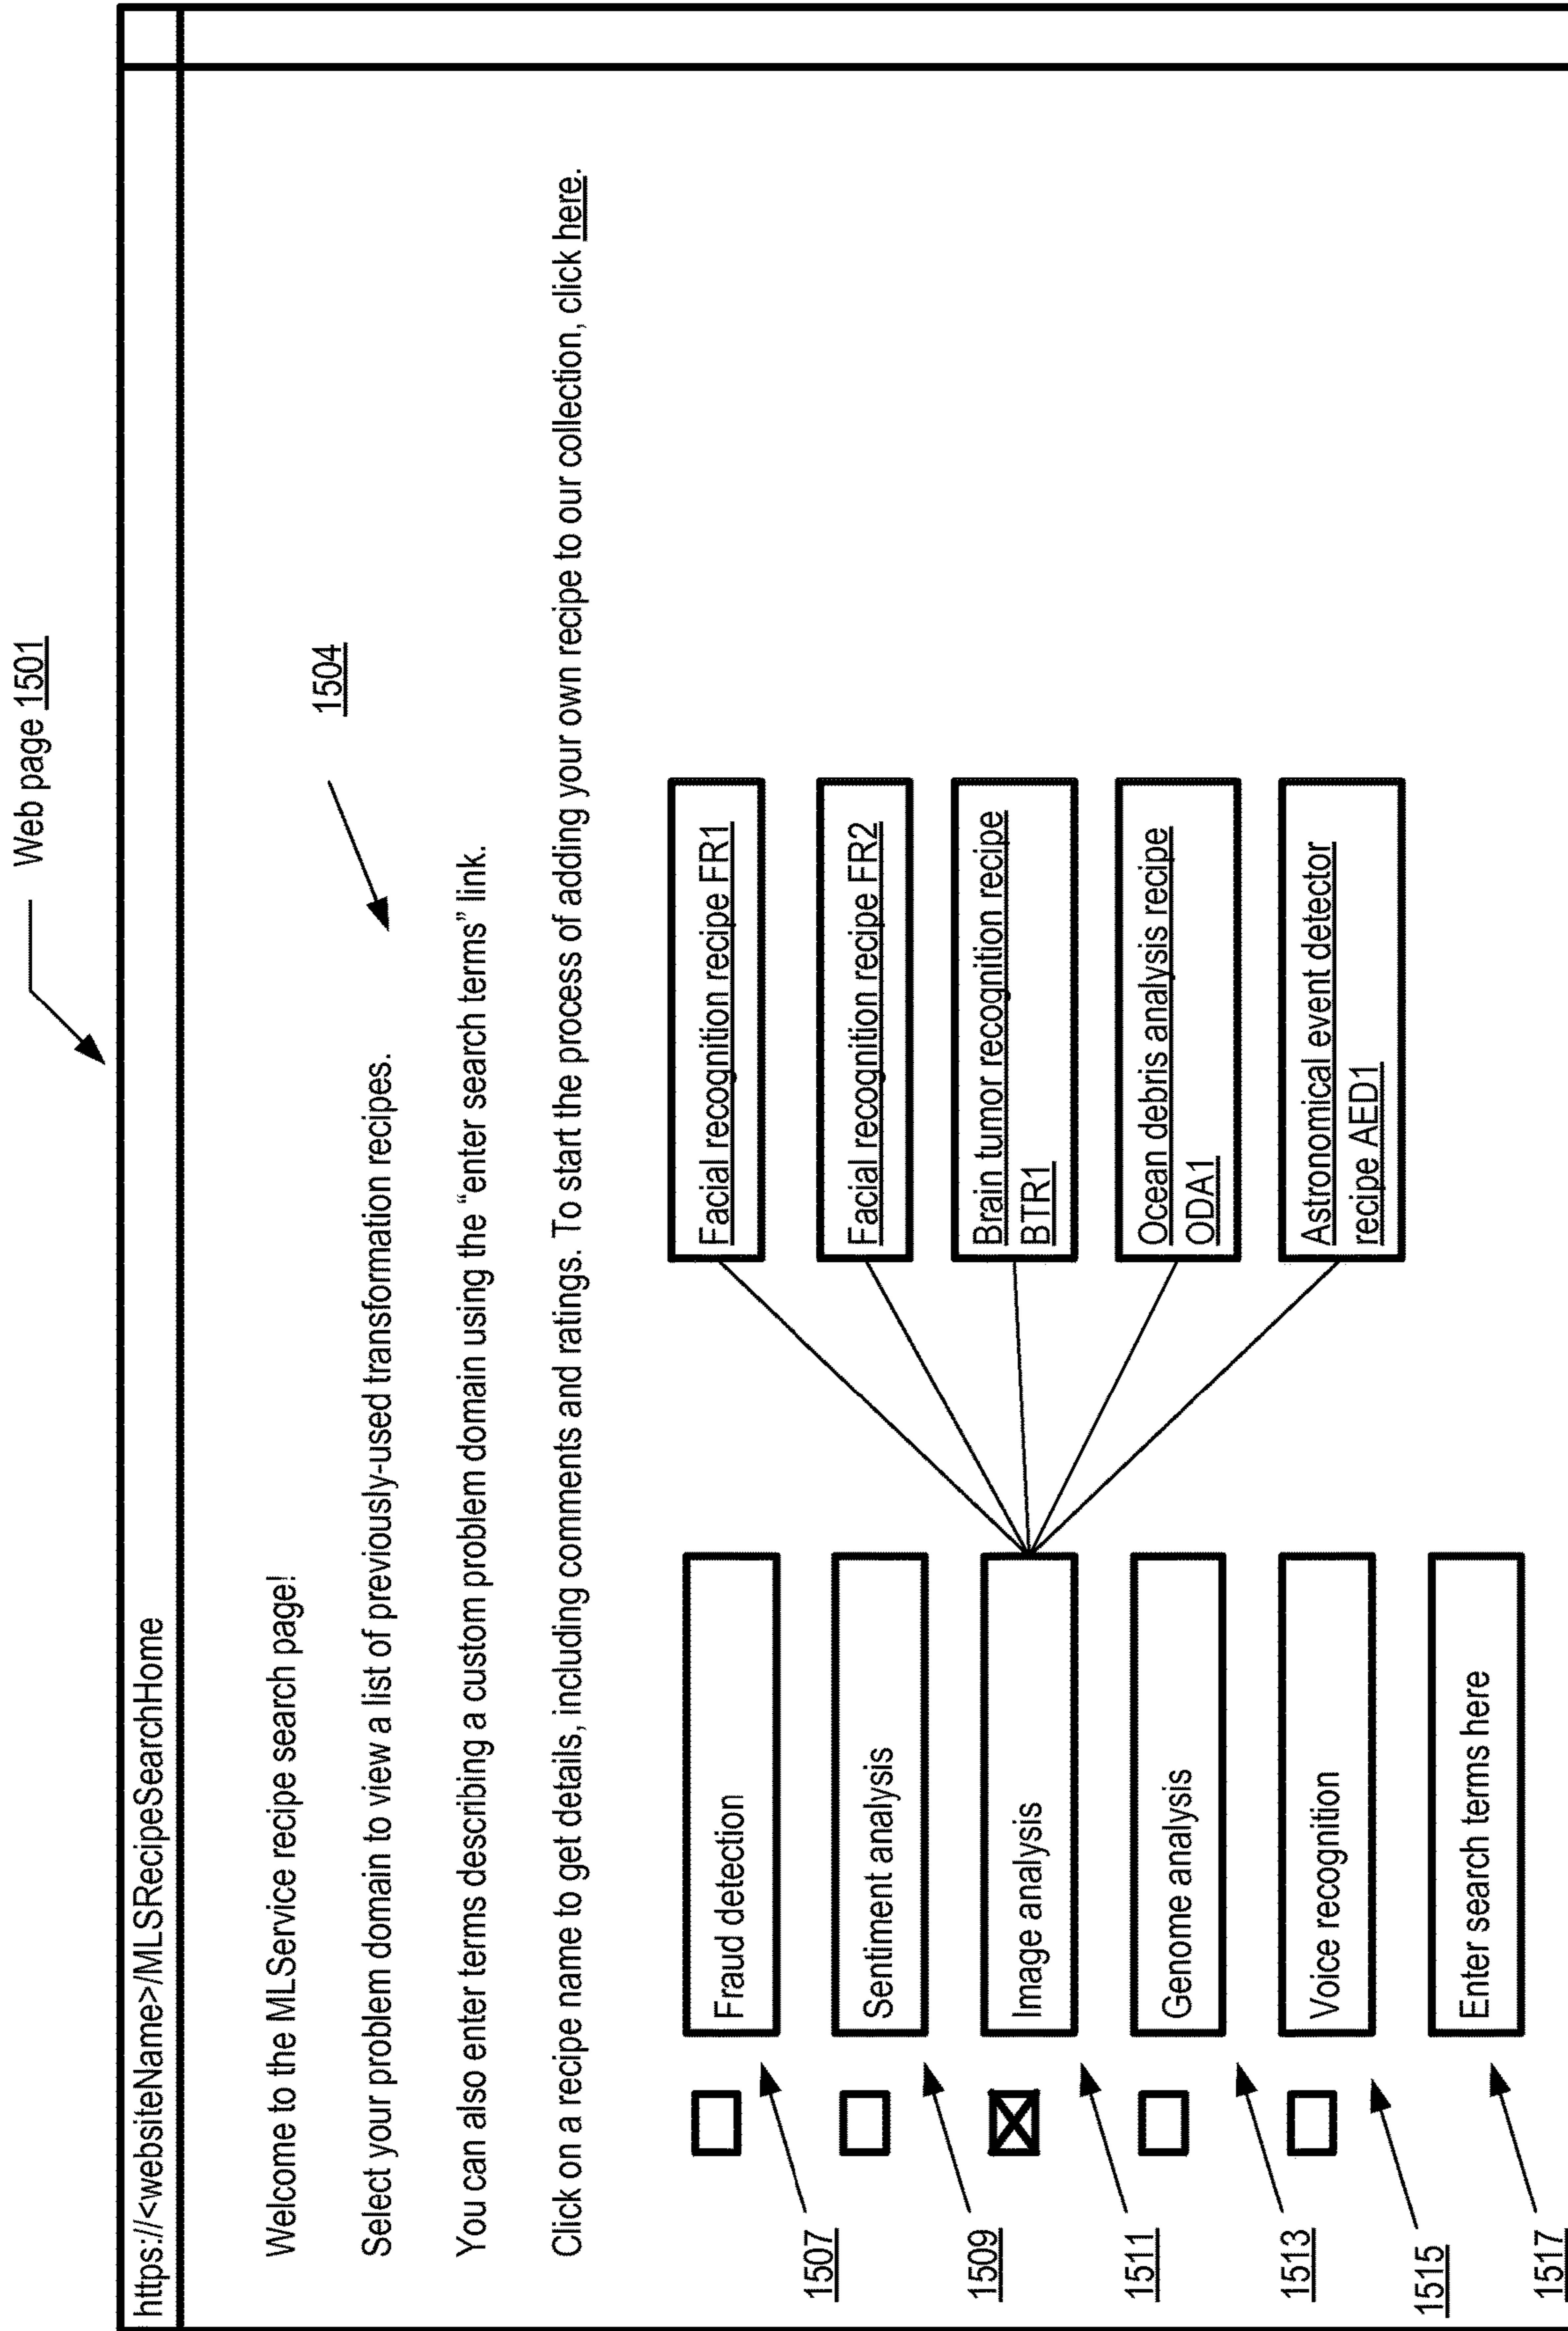 Web page 1501
https://<websiteName>/MLSRecipeSearchHome
Welcome to the MLService recipe search page!
1504
Select your problem domain to view a list of previously-used transformation recipes.
You can also enter terms describing a custom problem domain using the “enter search terms” link.
Click on a recipe name to get details, including comments and ratings. To start the process of adding your own recipe to our collection, click here.
1507
Fraud detection
1509
Sentiment analysis
1511
Image analysis
1513
Genome analysis
1515
Voice recognition
1517
Enter search terms here
Facial recognition recipe FR1
Facial recognition recipe FR2
Brain tumor recognition recipe
BTR1
Ocean debris analysis recipe
ODA1
Astronomical event detector
recipe AED1